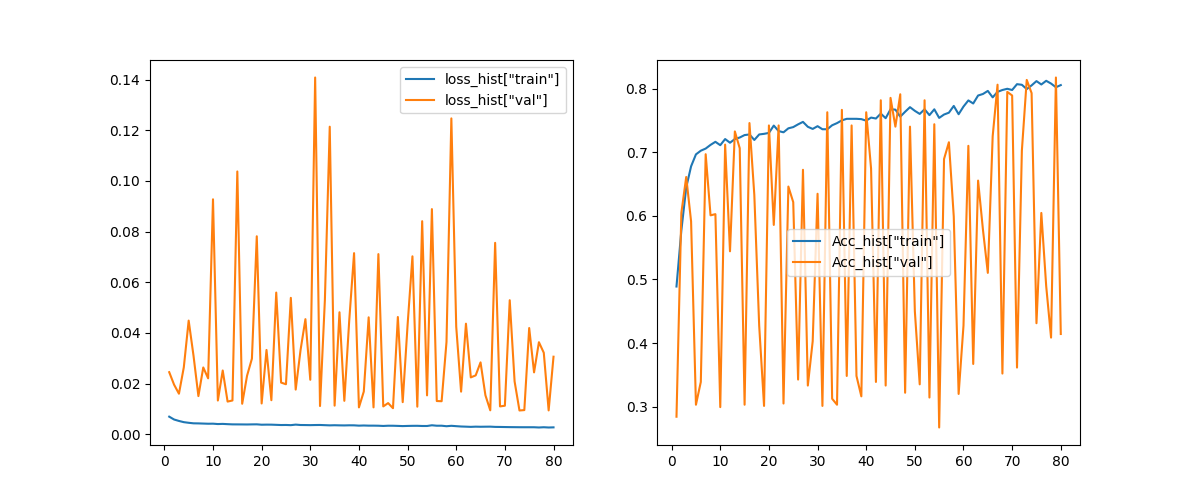 loss_hist["train"]
loss_hist["val"]
0.14
0.12
0.10
0.08
0.06
0.04
0.02
0.00
0 10 20 30 40 50 60 70 80
Acc_hist["train"]
Acc_hist["val"]
0.8
0.7
0.6
0.5
0.4
0.3
0 10 20 30 40 50 60 70 80